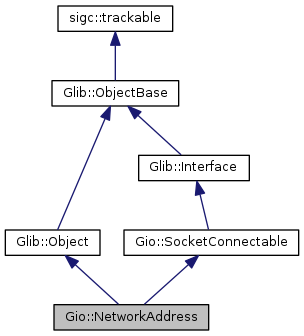 sigc::trackable
Glib::ObjectBase
Glib::Interface
Glib::Object
Gio::SocketConnectable
Gio::NetworkAddress